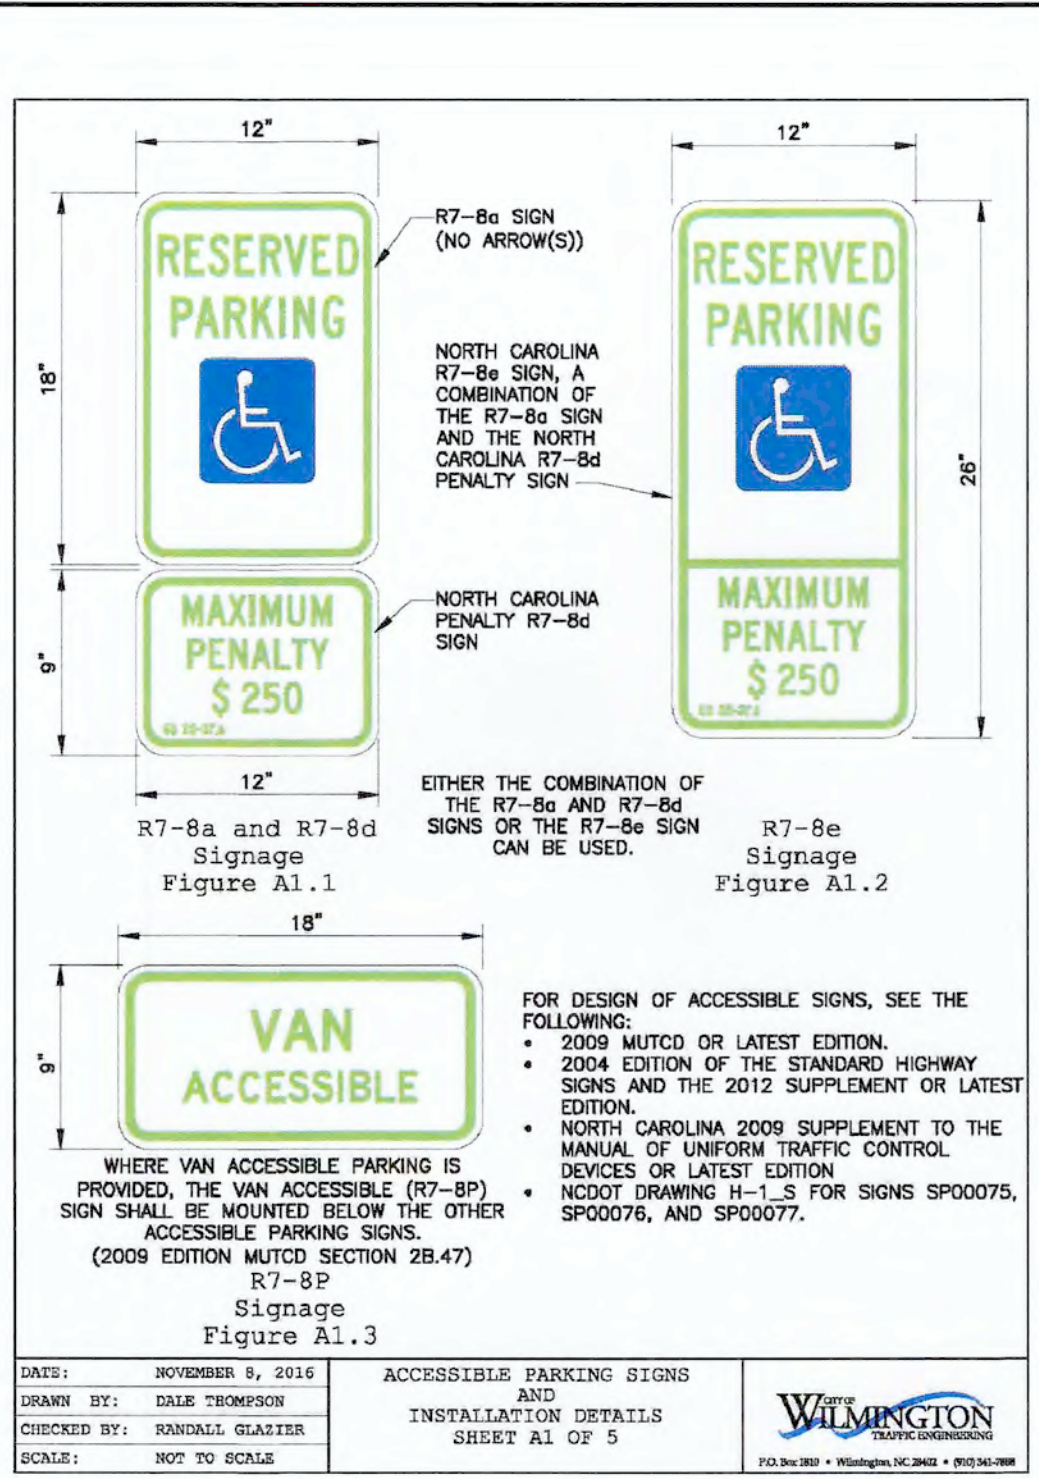 12"
12"
R7-8a SIGN
(NO ARROW(S))
RESERVED
PARKING
18"
RESERVED
PARKING
26"
NORTH CAROLINA
R7-8e SIGN, A
COMBINATION OF
THE R7-8a SIGN
AND THE NORTH
CAROLINA R7-8d
PENALTY SIGN
MAXIMUM
PENALTY
$ 250
9"
NORTH CAROLINA
PENALTY R7-8d
SIGN
MAXIMUM
PENALTY
$ 250
12"
R7-8a and R7-8d
Signage
Figure A1.1
EITHER THE COMBINATION OF
THE R7-8a AND R7-8d
SIGNS OR THE R7-8e SIGN
CAN BE USED.
R7-8e
Signage
Figure A1.2
18"
9"
VAN
ACCESSIBLE
WHERE VAN ACCESSIBLE PARKING IS
PROVIDED, THE VAN ACCESSIBLE (R7-8P)
SIGN SHALL BE MOUNTED BELOW THE OTHER
ACCESSIBLE PARKING SIGNS.
(2009 EDITION MUTCD SECTION 2B.47)
R7-8P
Signage
Figure A1.3
FOR DESIGN OF ACCESSIBLE SIGNS, SEE THE
FOLLOWING:
• 2009 MUTCD OR LATEST EDITION.
• 2004 EDITION OF THE STANDARD HIGHWAY
SIGNS AND THE 2012 SUPPLEMENT OR LATEST
EDITION.
• NORTH CAROLINA 2009 SUPPLEMENT TO THE
MANUAL OF UNIFORM TRAFFIC CONTROL
DEVICES OR LATEST EDITION
• NCDOT DRAWING H-1_S FOR SIGNS SP00075,
SP00076, AND SP00077.
DATE: NOVEMBER 8, 2016
DRAWN BY: DALE THOMPSON
CHECKED BY: RANDALL GLAZIER
SCALE: NOT TO SCALE
ACCESSIBLE PARKING SIGNS
AND
INSTALLATION DETAILS
SHEET A1 OF 5
CITY OF
WILMINGTON
TRAFFIC ENGINEERING
P.O. Box 1810 • Wilmington, NC 28402 • (910) 341-7888